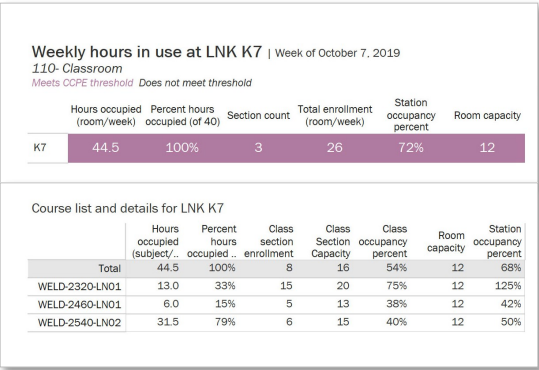 Weekly hours in use at LNK K7 | Week of October 7, 2019
110- Classroom
Meets CCPE threshold Does not meet threshold
Hours occupied (room/week) Percent hours occupied (of 40) Section count Total enrollment (room/week) Station occupancy percent Room capacity
K7 44.5 100% 3 26 72% 12
Course list and details for LNK K7
Hours occupied (subject/.. Percent hours occupied .. Class section enrollment Class Section Capacity Class occupancy percent Room capacity Station occupancy percent
Total 44.5 100% 8 16 54% 12 68%
WELD-2320-LN01 13.0 33% 15 20 75% 12 125%
WELD-2460-LN01 6.0 15% 5 13 38% 12 42%
WELD-2540-LN02 31.5 79% 6 15 40% 12 50%